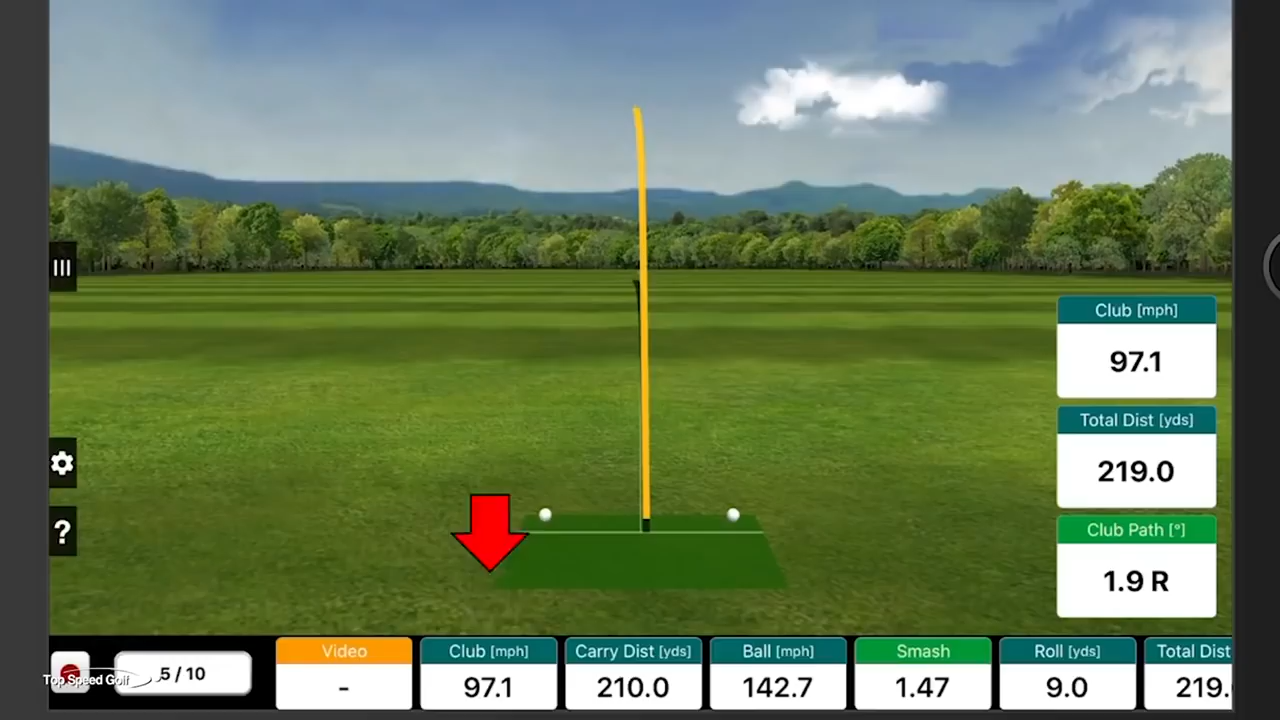 Club [mph]
97.1
Total Dist [yds]
219.0
Club Path [°]
1.9 R
?
Top Speed Golf
5 / 10
Video
-
Club [mph]
97.1
Carry Dist [yds]
210.0
Ball [mph]
142.7
Smash
1.47
Roll [yds]
9.0
Total Dist
219.